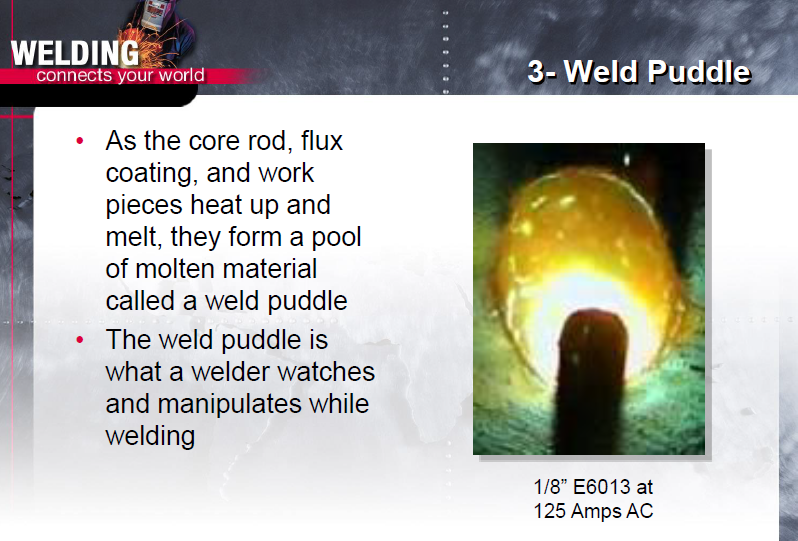 WELDING
connects your world
3- Weld Puddle
• As the core rod, flux
coating, and work
pieces heat up and
melt, they form a pool
of molten material
called a weld puddle
• The weld puddle is
what a welder watches
and manipulates while
welding
1/8” E6013 at
125 Amps AC